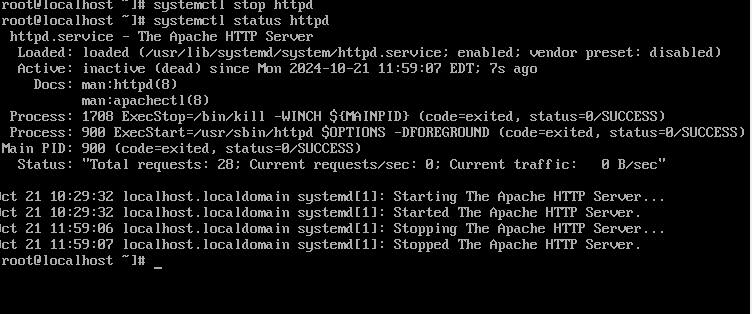 root@localhost ~]# systemctl stop httpd
root@localhost ~]# systemctl status httpd
httpd.service - The Apache HTTP Server
Loaded: loaded (/usr/lib/systemd/system/httpd.service; enabled; vendor preset: disabled)
Active: inactive (dead) since Mon 2024-10-21 11:59:07 EDT; 7s ago
Docs: man:httpd(8)
man:apachectl(8)
Process: 1708 ExecStop=/bin/kill -WINCH ${MAINPID} (code=exited, status=0/SUCCESS)
Process: 900 ExecStart=/usr/sbin/httpd $OPTIONS -DFOREGROUND (code=exited, status=0/SUCCESS)
Main PID: 900 (code=exited, status=0/SUCCESS)
Status: "Total requests: 28; Current requests/sec: 0; Current traffic:   0 B/sec"
Oct 21 10:29:32 localhost.localdomain systemd[1]: Starting The Apache HTTP Server...
Oct 21 10:29:32 localhost.localdomain systemd[1]: Started The Apache HTTP Server.
Oct 21 11:59:06 localhost.localdomain systemd[1]: Stopping The Apache HTTP Server...
Oct 21 11:59:07 localhost.localdomain systemd[1]: Stopped The Apache HTTP Server.
root@localhost ~]# _